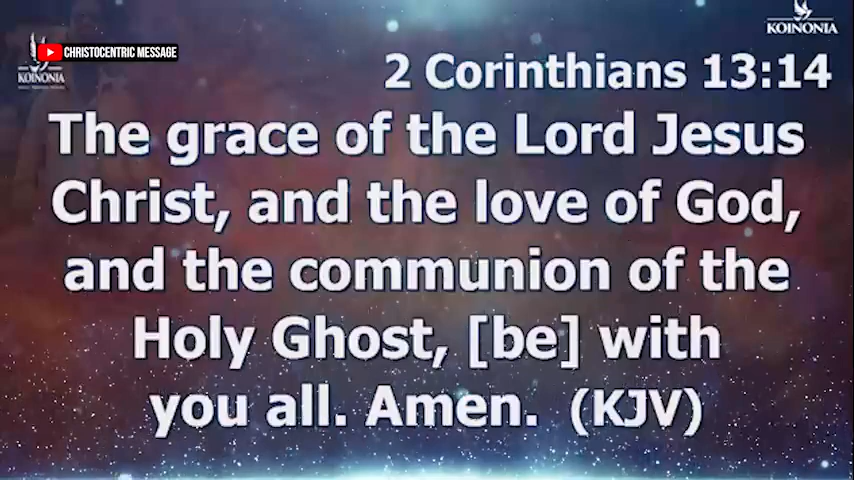 CHRISTOCENTRIC MESSAGE
KOINONIA
KOINONIA
2 Corinthians 13:14
The grace of the Lord Jesus
Christ, and the love of God,
and the communion of the
Holy Ghost, [be] with
you all. Amen. (KJV)